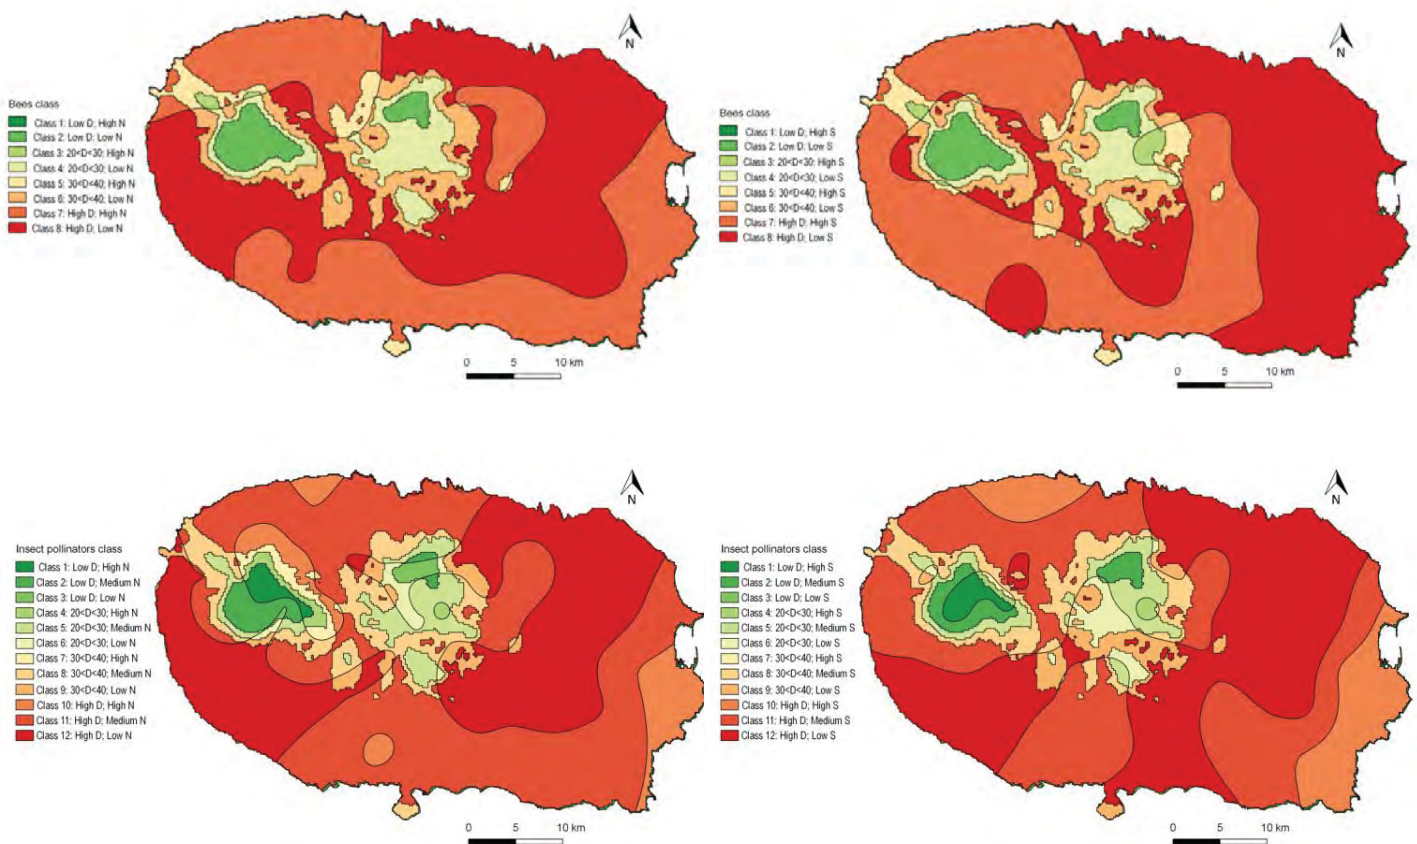 N
Bees class
Class 1: Low D; High N
Class 2: Low D; Low N
Class 3: 20<D<30; High N
Class 4: 20<D<30; Low N
Class 5: 30<D<40; High N
Class 6: 30<D<40; Low N
Class 7: High D; High N
Class 8: High D; Low N
0 5 10 km
N
Bees class
Class 1: Low D; High S
Class 2: Low D: Low S
Class 3: 20<D<30; High S
Class 4: 20<D<30; Low S
Class 5: 30<D<40; High S
Class 6: 30<D<40; Low S
Class 7: High D; High S
Class 8: High D; Low S
0 5 10 km
N
Insect pollinators class
Class 1: Low D; High N
Class 2: Low D; Medium N
Class 3: Low D; Low N
Class 4: 20<D<30; High N
Class 5: 20<D<30; Medium N
Class 6: 20<D<30; Low N
Class 7: 30<D<40; High N
Class 8: 30<D<40; Medium N
Class 9: 30<D<40; Low N
Class 10: High D; High N
Class 11: High D; Medium N
Class 12: High D; Low N
0 5 10 km
N
Insect pollinators class
Class 1: Low D; High S
Class 2: Low D; Medium S
Class 3: Low D; Low S
Class 4: 20<D<30; High S
Class 5: 20<D<30; Medium S
Class 6: 20<D<30; Low S
Class 7: 30<D<40; High S
Class 8: 30<D<40; Medium S
Class 9: 30<D<40; Low S
Class 10: High D; High S
Class 11: High D; Medium S
Class 12: High D; Low S
0 5 10 km